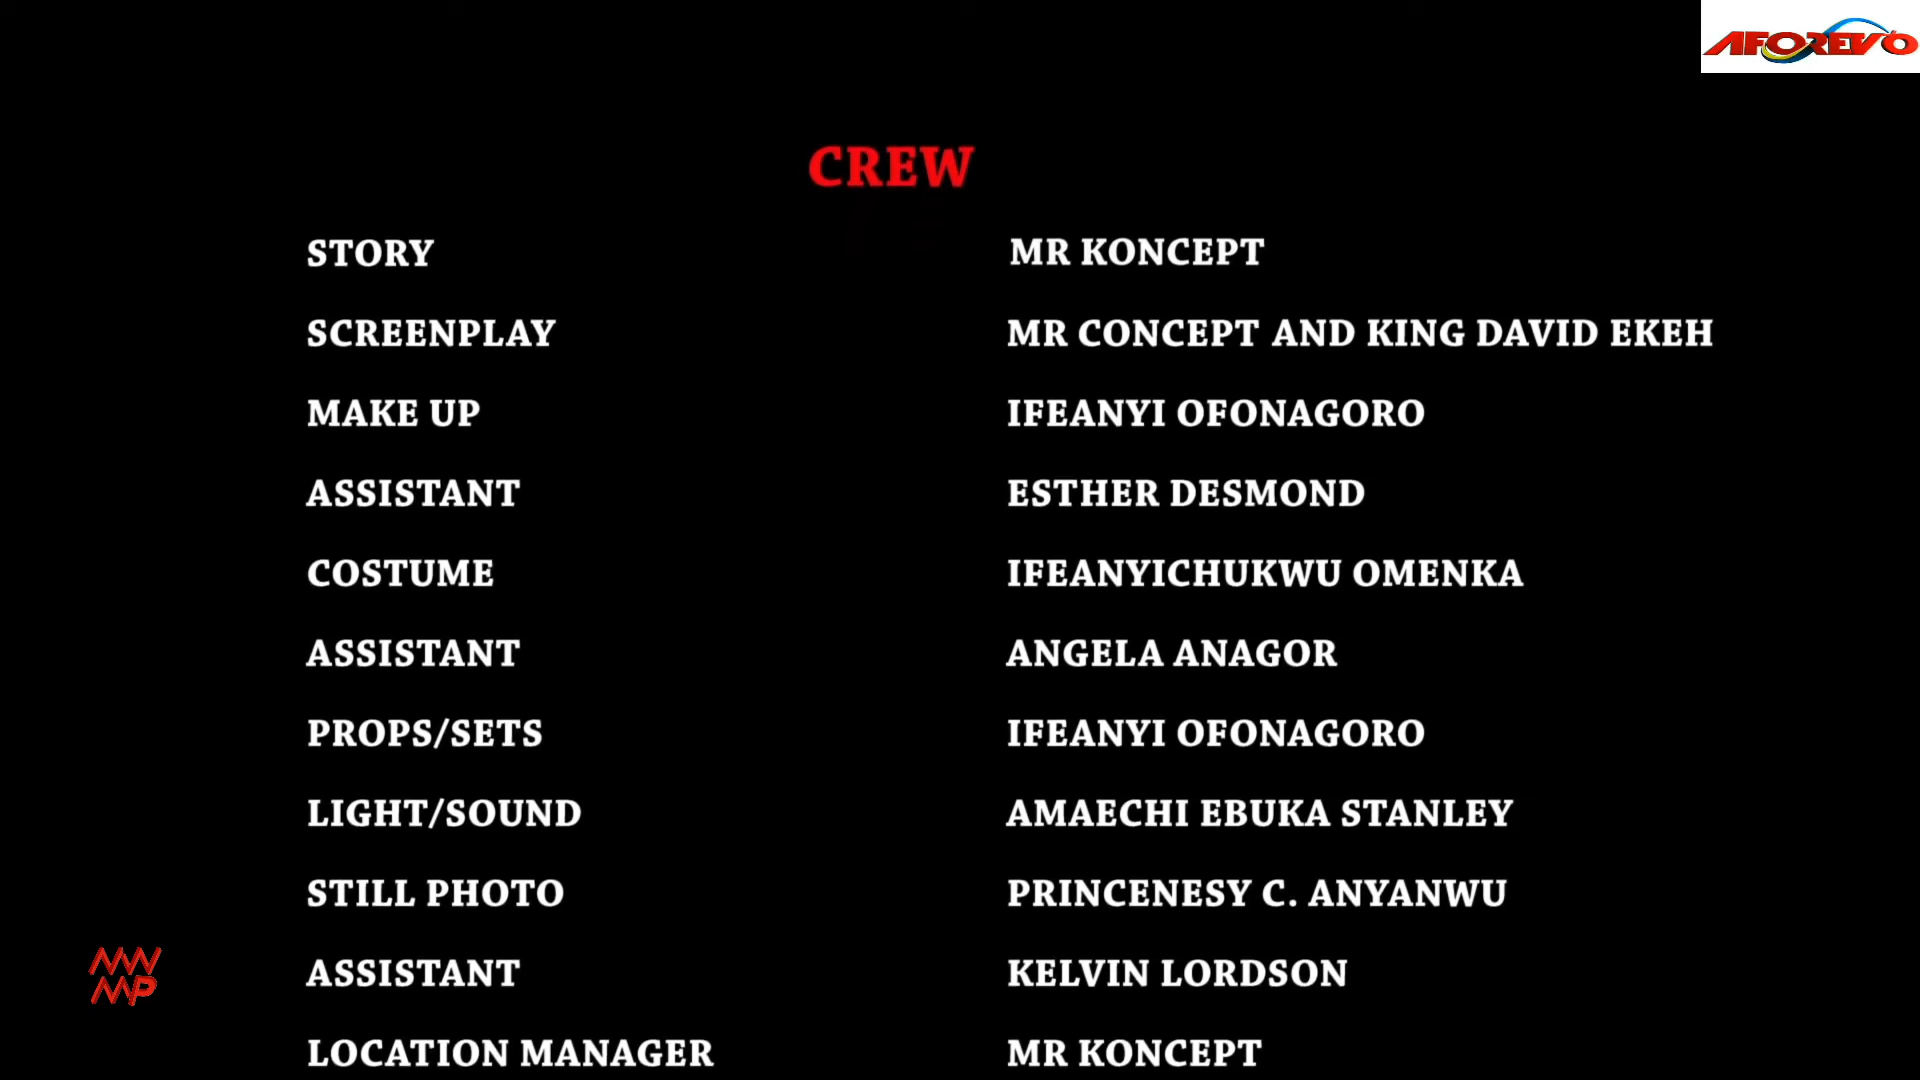 AFOREVO
CREW
STORY MR KONCEPT
SCREENPLAY MR CONCEPT AND KING DAVID EKEH
MAKE UP IFEANYI OFONAGORO
ASSISTANT ESTHER DESMOND
COSTUME IFEANYICHUKWU OMENKA
ASSISTANT ANGELA ANAGOR
PROPS/SETS IFEANYI OFONAGORO
LIGHT/SOUND AMAECHI EBUKA STANLEY
STILL PHOTO PRINCENESY C. ANYANWU
ASSISTANT KELVIN LORDSON
LOCATION MANAGER MR KONCEPT